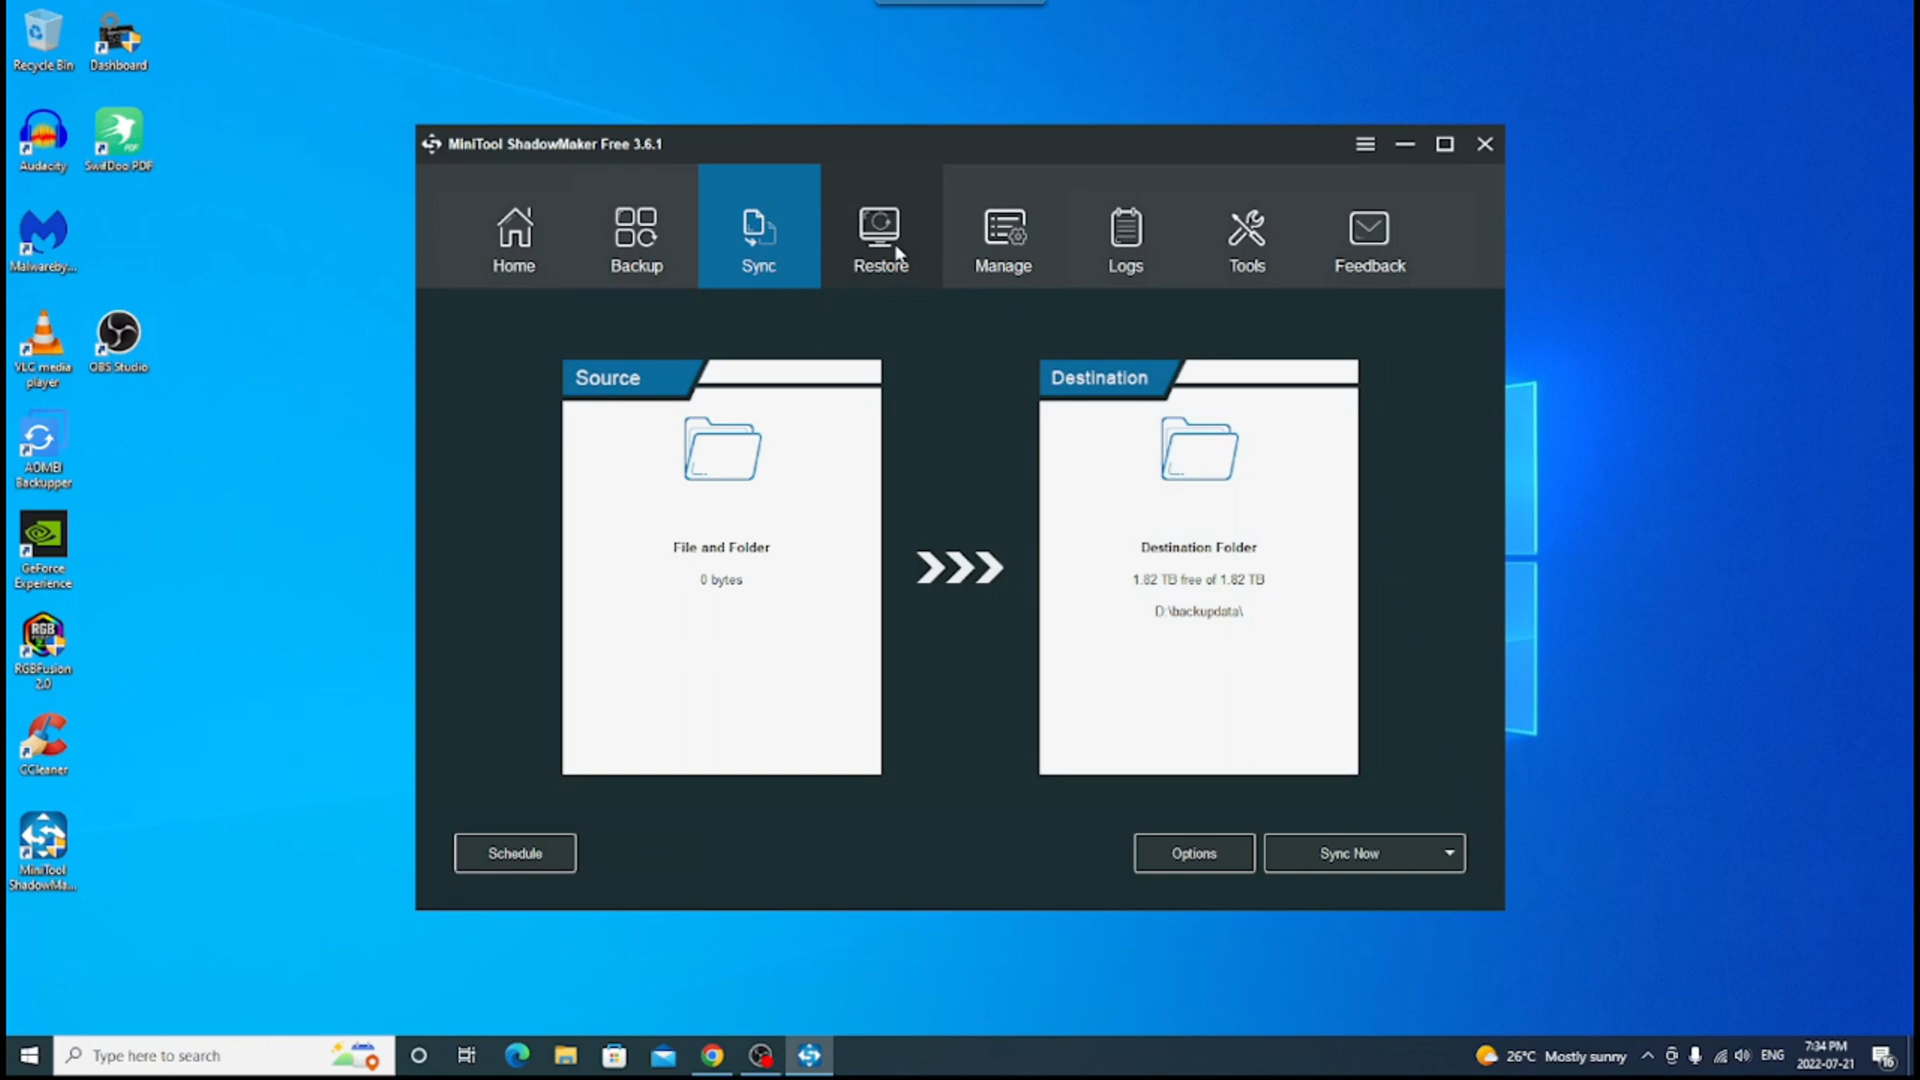 Recycle Bin
Dashboard
Audacity
SwifDoo PDF
Malwareby...
VLC media
player
OBS Studio
AOMEI
Backupper
GeForce
Experience
RGB
RGBFusion
2.0
CCleaner
MiniTool
ShadowMa...
MiniTool ShadowMaker Free 3.6.1
Home
Backup
Sync
Restore
Manage
Logs
Tools
Feedback
Source
File and Folder
0 bytes
Destination
Destination Folder
1.82 TB free of 1.82 TB
D:\backupdata\
Schedule
Options
Sync Now
Type here to search
26°C Mostly sunny
ENG
7:34 PM
2022-07-21
16